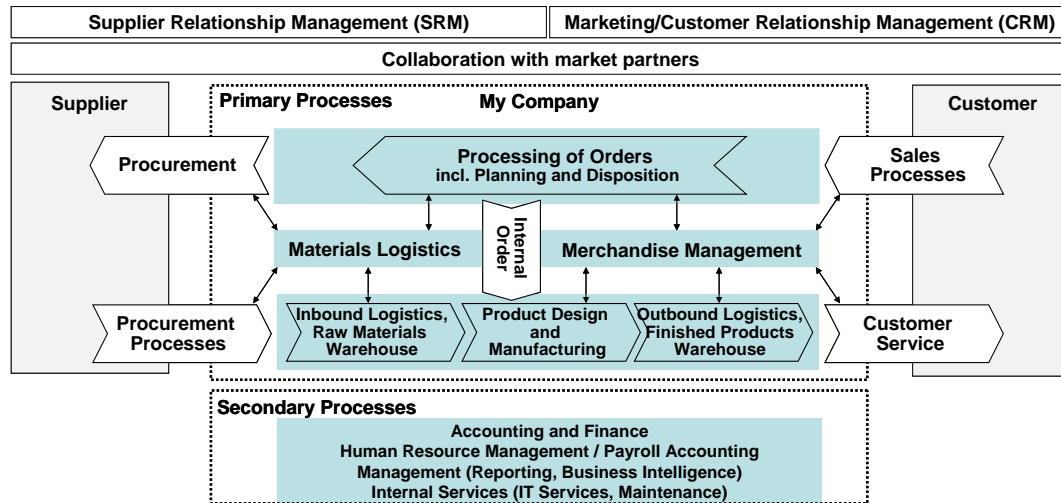 Supplier Relationship Management (SRM)
Marketing/Customer Relationship Management (CRM)
Collaboration with market partners
Supplier
Primary Processes
My Company
Customer
Procurement
Processing of Orders
incl. Planning and Disposition
Sales
Processes
Internal
Order
Materials Logistics
Merchandise Management
Procurement
Processes
Inbound Logistics,
Raw Materials
Warehouse
Product Design
and
Manufacturing
Outbound Logistics,
Finished Products
Warehouse
Customer
Service
Secondary Processes
Accounting and Finance
Human Resource Management / Payroll Accounting
Management (Reporting, Business Intelligence)
Internal Services (IT Services, Maintenance)